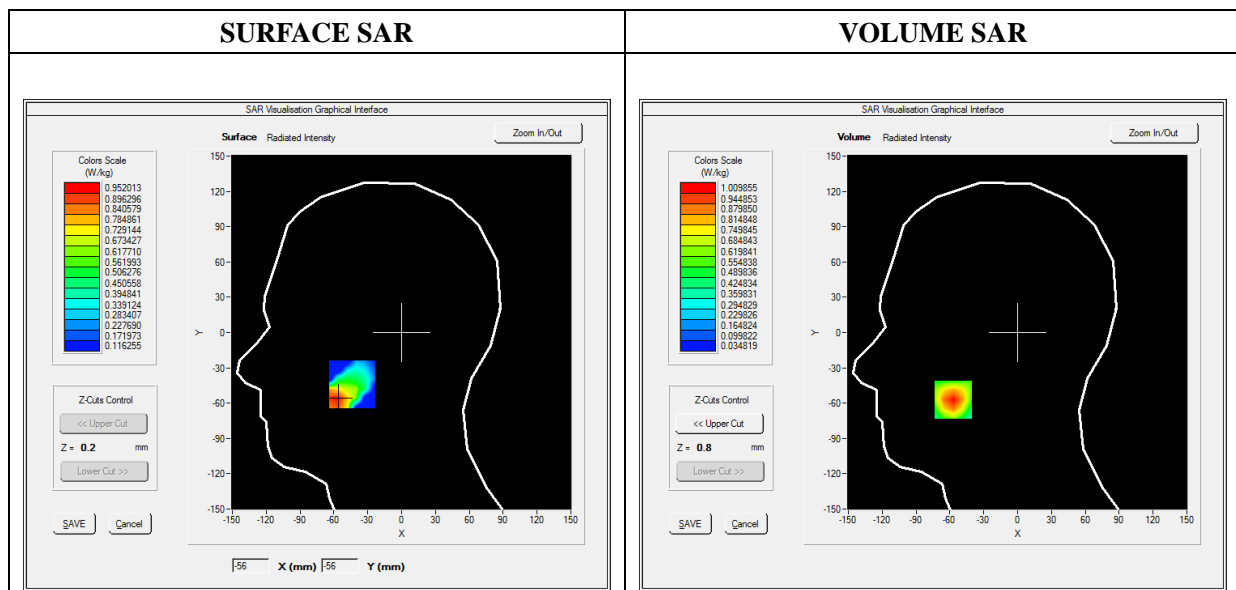 SURFACE SAR
VOLUME SAR
SAR Visualisation Graphical Interface
Surface Radiated Intensity
Zoom In/Out
Colors Scale
(W/kg)
0.952013
0.896296
0.840579
0.784861
0.729144
0.673427
0.617710
0.561993
0.506276
0.450558
0.394841
0.339124
0.283407
0.227690
0.171973
0.116255
Z-Cuts Control
<< Upper Cut
Z = 0.2 mm
Lower Cut >>
SAVE Cancel
150
120
90
60
30
Y 0
-30
-60
-90
-120
-150
-150 -120 -90 -60 -30 0 30 60 90 120 150
X
-56 X (mm) -56 Y (mm)
SAR Visualisation Graphical Interface
Volume Radiated Intensity
Zoom In/Out
Colors Scale
(W/kg)
1.009855
0.944853
0.879850
0.814848
0.749845
0.684843
0.619841
0.554838
0.489836
0.424834
0.359831
0.294829
0.229826
0.164824
0.099822
0.034819
Z-Cuts Control
<< Upper Cut
Z = 0.8 mm
Lower Cut >>
SAVE Cancel
150
120
90
60
30
Y 0
-30
-60
-90
-120
-150
-150 -120 -90 -60 -30 0 30 60 90 120 150
X